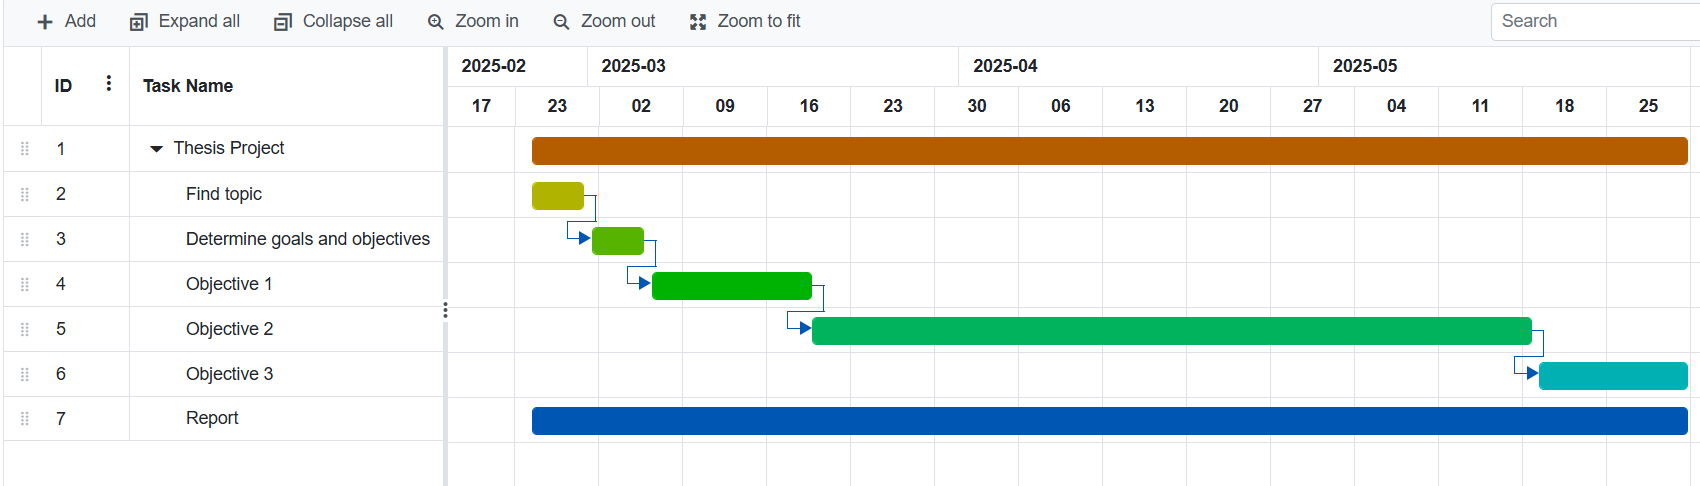 Add Expand all Collapse all Zoom in Zoom out Zoom to fit Search
ID Task Name 2025-02 2025-03 2025-04 2025-05
17 23 02 09 16 23 30 06 13 20 27 04 11 18 25
1 Thesis Project
2 Find topic
3 Determine goals and objectives
4 Objective 1
5 Objective 2
6 Objective 3
7 Report